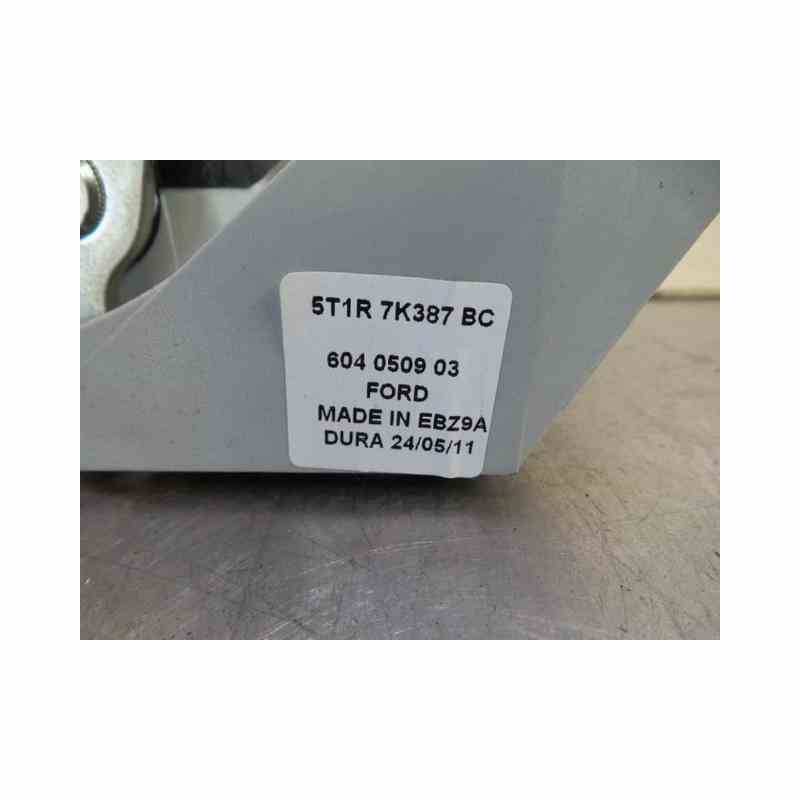 5T1R 7K387 BC
604 0509 03
FORD
MADE IN EBZ9A
DURA 24/05/11